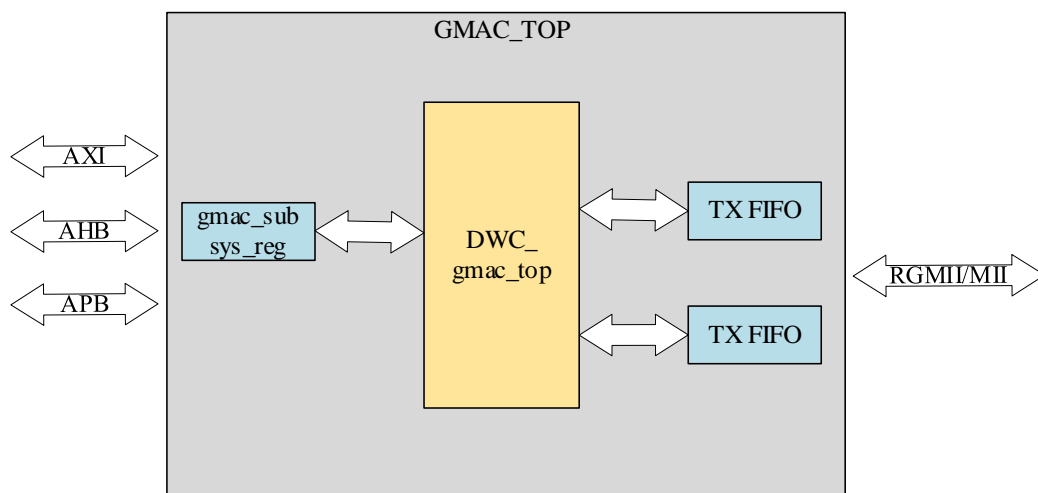 GMAC_TOP
AXI
AHB
APB
gmac_sub
sys_reg
DWC_
gmac_top
TX FIFO
TX FIFO
RGMII/MII